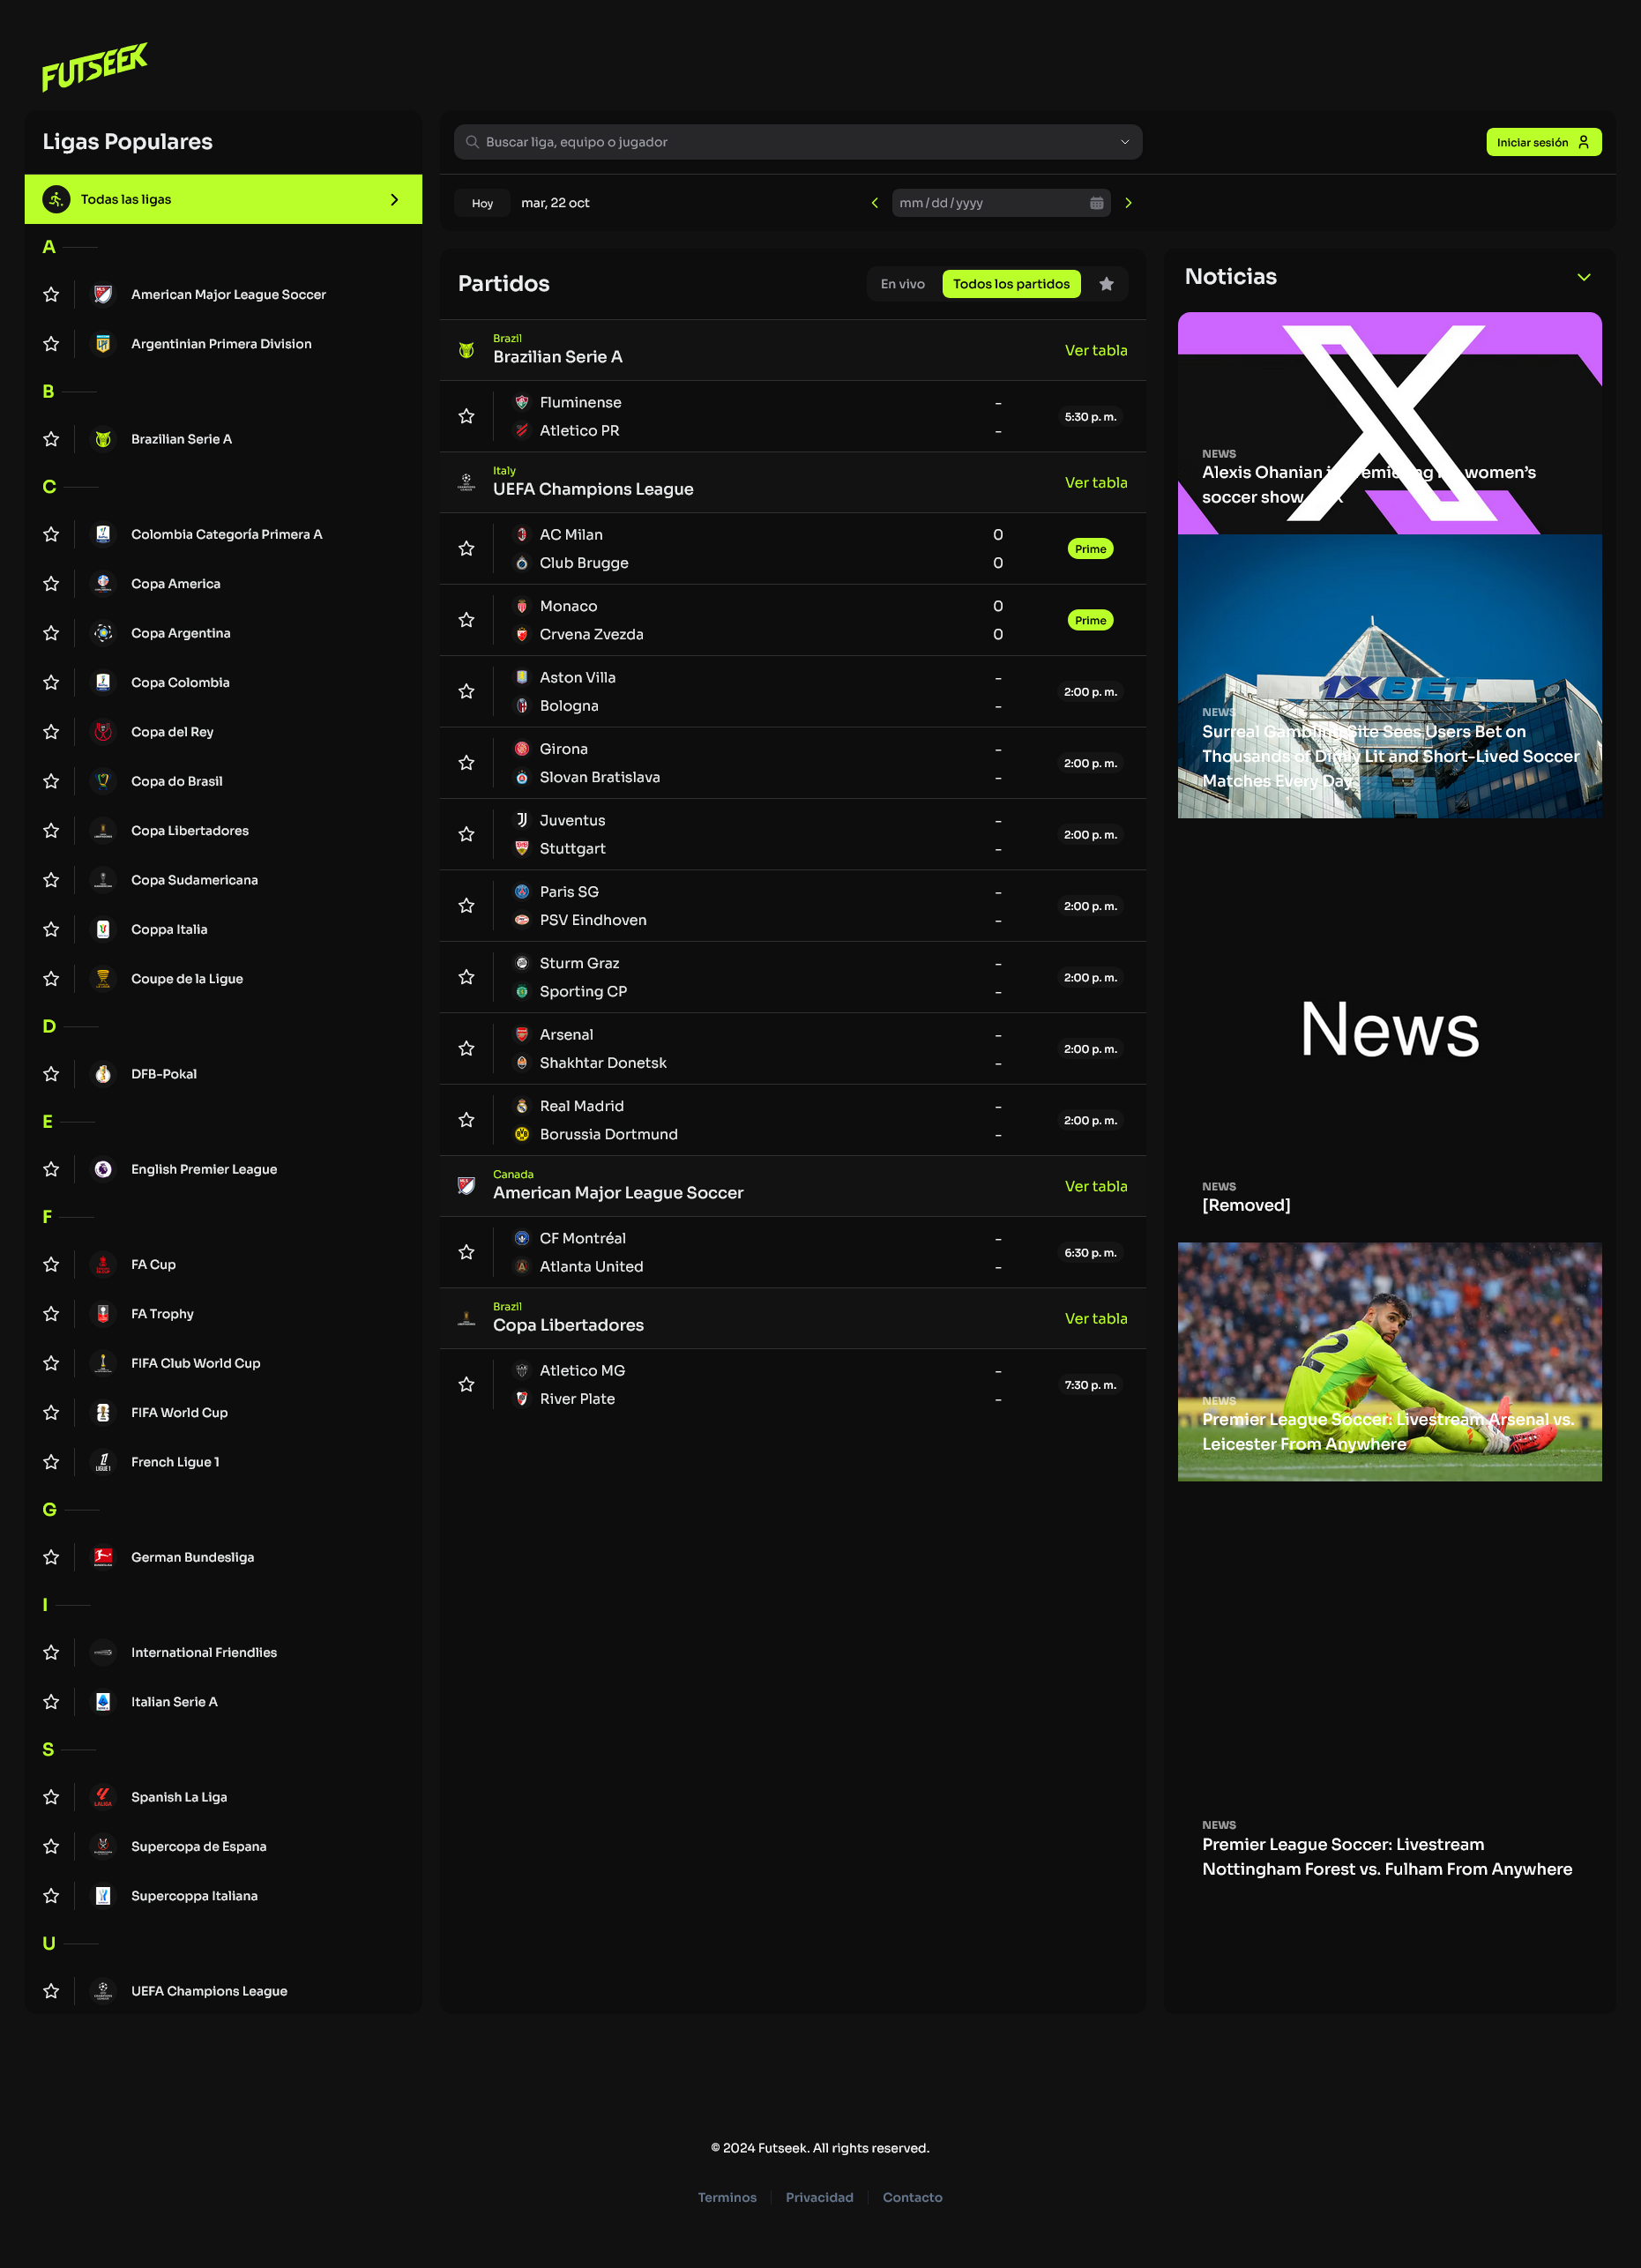 FUTSEEK
Ligas Populares
Todas las ligas
A
American Major League Soccer
Argentinian Primera Division
B
Brazilian Serie A
C
Colombia Categoría Primera A
Copa America
Copa Argentina
Copa Colombia
Copa del Rey
Copa do Brasil
Copa Libertadores
Copa Sudamericana
Coppa Italia
Coupe de la Ligue
D
DFB-Pokal
E
English Premier League
F
FA Cup
FA Trophy
FIFA Club World Cup
FIFA World Cup
French Ligue 1
G
German Bundesliga
I
International Friendlies
Italian Serie A
S
Spanish La Liga
Supercopa de Espana
Supercoppa Italiana
U
UEFA Champions League
Buscar liga, equipo o jugador
Iniciar sesión
Hoy
mar, 22 oct
mm/dd/yyyy
Partidos
En vivo
Todos los partidos
Brazil
Brazilian Serie A
Ver tabla
Fluminense -
Atletico PR -
5:30 p. m.
Italy
UEFA Champions League
Ver tabla
AC Milan 0
Club Brugge 0
Prime
Monaco 0
Crvena Zvezda 0
Prime
Aston Villa -
Bologna -
2:00 p. m.
Girona -
Slovan Bratislava -
2:00 p. m.
Juventus -
Stuttgart -
2:00 p. m.
Paris SG -
PSV Eindhoven -
2:00 p. m.
Sturm Graz -
Sporting CP -
2:00 p. m.
Arsenal -
Shakhtar Donetsk -
2:00 p. m.
Real Madrid -
Borussia Dortmund -
2:00 p. m.
Canada
American Major League Soccer
Ver tabla
CF Montréal -
Atlanta United -
6:30 p. m.
Brazil
Copa Libertadores
Ver tabla
Atletico MG -
River Plate -
7:30 p. m.
Noticias
NEWS
Alexis Ohanian women's
soccer show
1XBET
NEWS
Surreal Gambling Site Sees Users Bet on
Thousands of Dimly Lit and Short-Lived Soccer
Matches Every Day
News
NEWS
[Removed]
NEWS
Premier League Soccer: Livestream Arsenal vs.
Leicester From Anywhere
NEWS
Premier League Soccer: Livestream
Nottingham Forest vs. Fulham From Anywhere
© 2024 Futseek. All rights reserved.
Terminos
Privacidad
Contacto